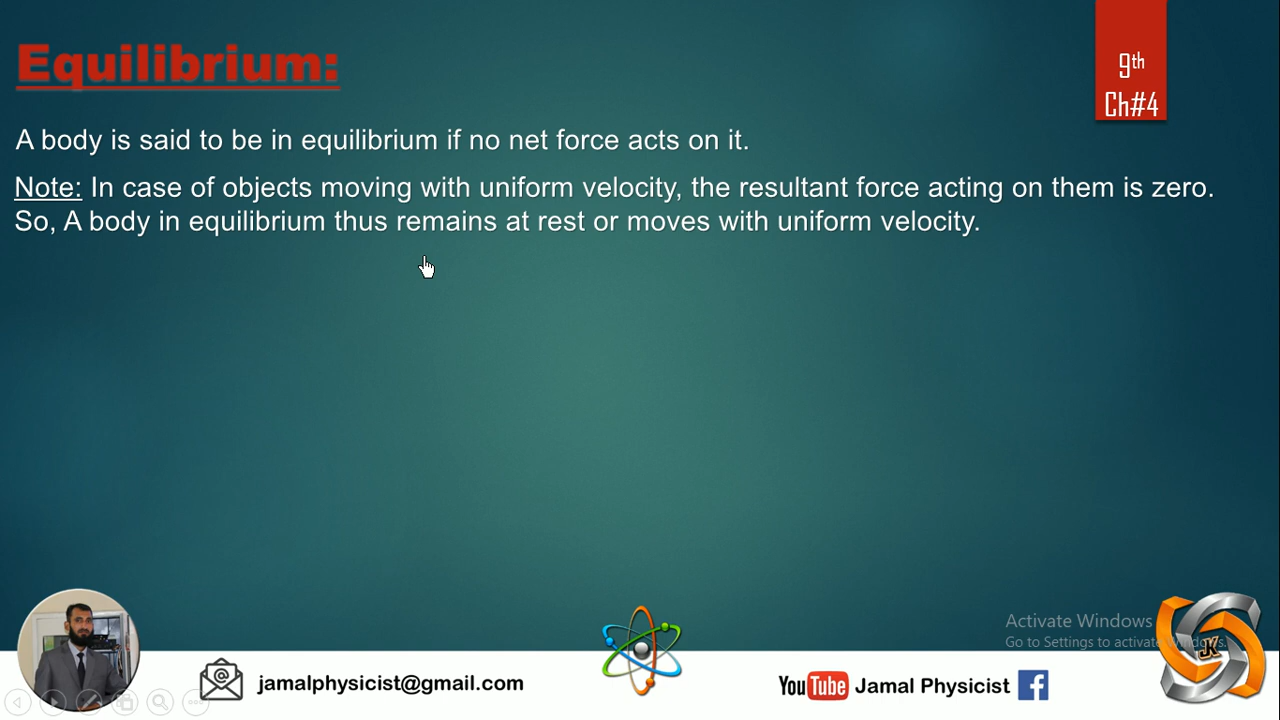 Equilibrium:
9th
Ch#4
A body is said to be in equilibrium if no net force acts on it.
Note: In case of objects moving with uniform velocity, the resultant force acting on them is zero.
So, A body in equilibrium thus remains at rest or moves with uniform velocity.
Activate Windows
Go to Settings to activate Windows.
JK
jamalphysicist@gmail.com
YouTube Jamal Physicist f